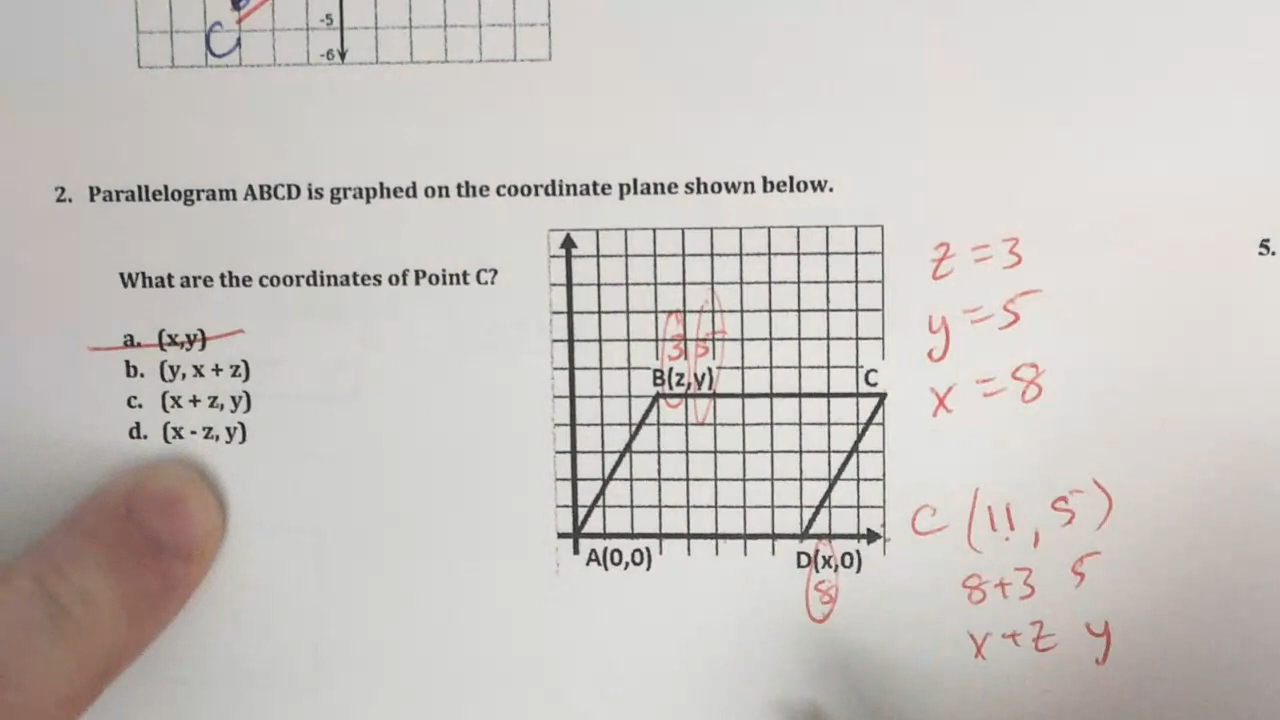 -5
C
-6
2. Parallelogram ABCD is graphed on the coordinate plane shown below.
What are the coordinates of Point C?
a. (x,y)
b. (y, x + z)
c. (x + z, y)
d. (x - z, y)
3 5
B(z,y)
C
A(0,0)
D(x,0)
8
z = 3
y = 5
x = 8
C (11, 5)
8+3 5
x+z y
5.